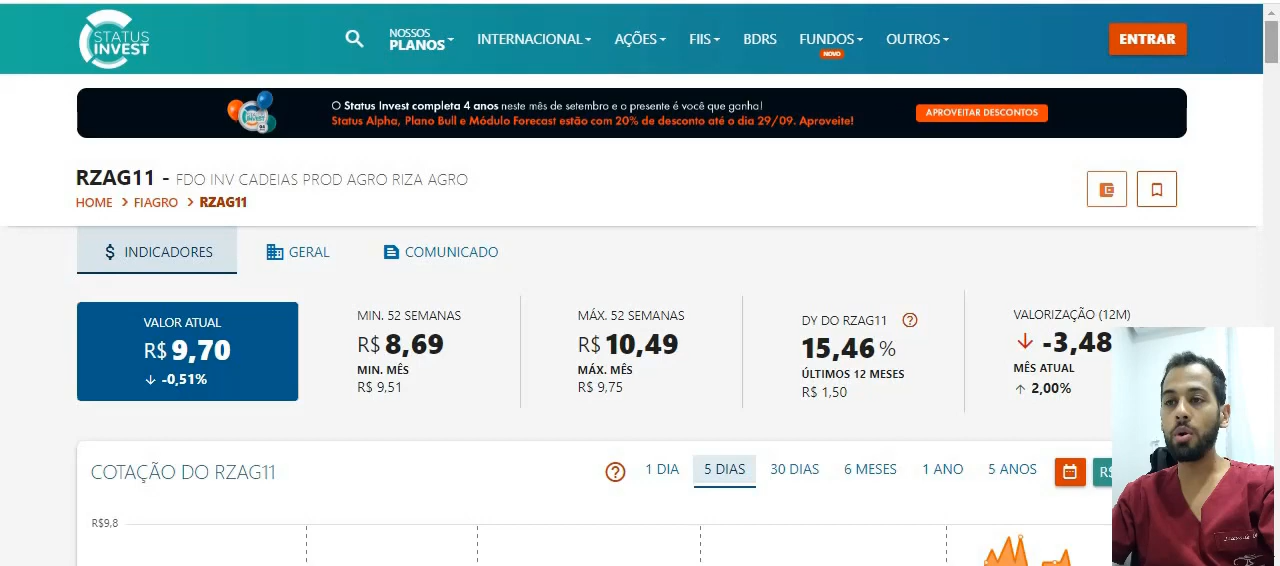 STATUS
INVEST
NOSSOS
PLANOS
INTERNACIONAL
AÇÕES
FIIS
BDRS
FUNDOS
NOVO
OUTROS
ENTRAR
O Status Invest completa 4 anos neste mês de setembro e o presente é você que ganha!
Status Alpha, Plano Bull e Módulo Forecast estão com 20% de desconto até o dia 29/09. Aproveite!
APROVEITAR DESCONTOS
RZAG11 - FDO INV CADEIAS PROD AGRO RIZA AGRO
HOME > FIAGRO > RZAG11
$ INDICADORES
GERAL
COMUNICADO
VALOR ATUAL
R$ 9,70
-0,51%
MIN. 52 SEMANAS
R$ 8,69
MIN. MÊS
R$ 9,51
MÁX. 52 SEMANAS
R$ 10,49
MÁX. MÊS
R$ 9,75
DY DO RZAG11
15,46 %
ÚLTIMOS 12 MESES
R$ 1,50
VALORIZAÇÃO (12M)
-3,48
MÊS ATUAL
2,00%
COTAÇÃO DO RZAG11
1 DIA
5 DIAS
30 DIAS
6 MESES
1 ANO
5 ANOS
R$
R$9,8